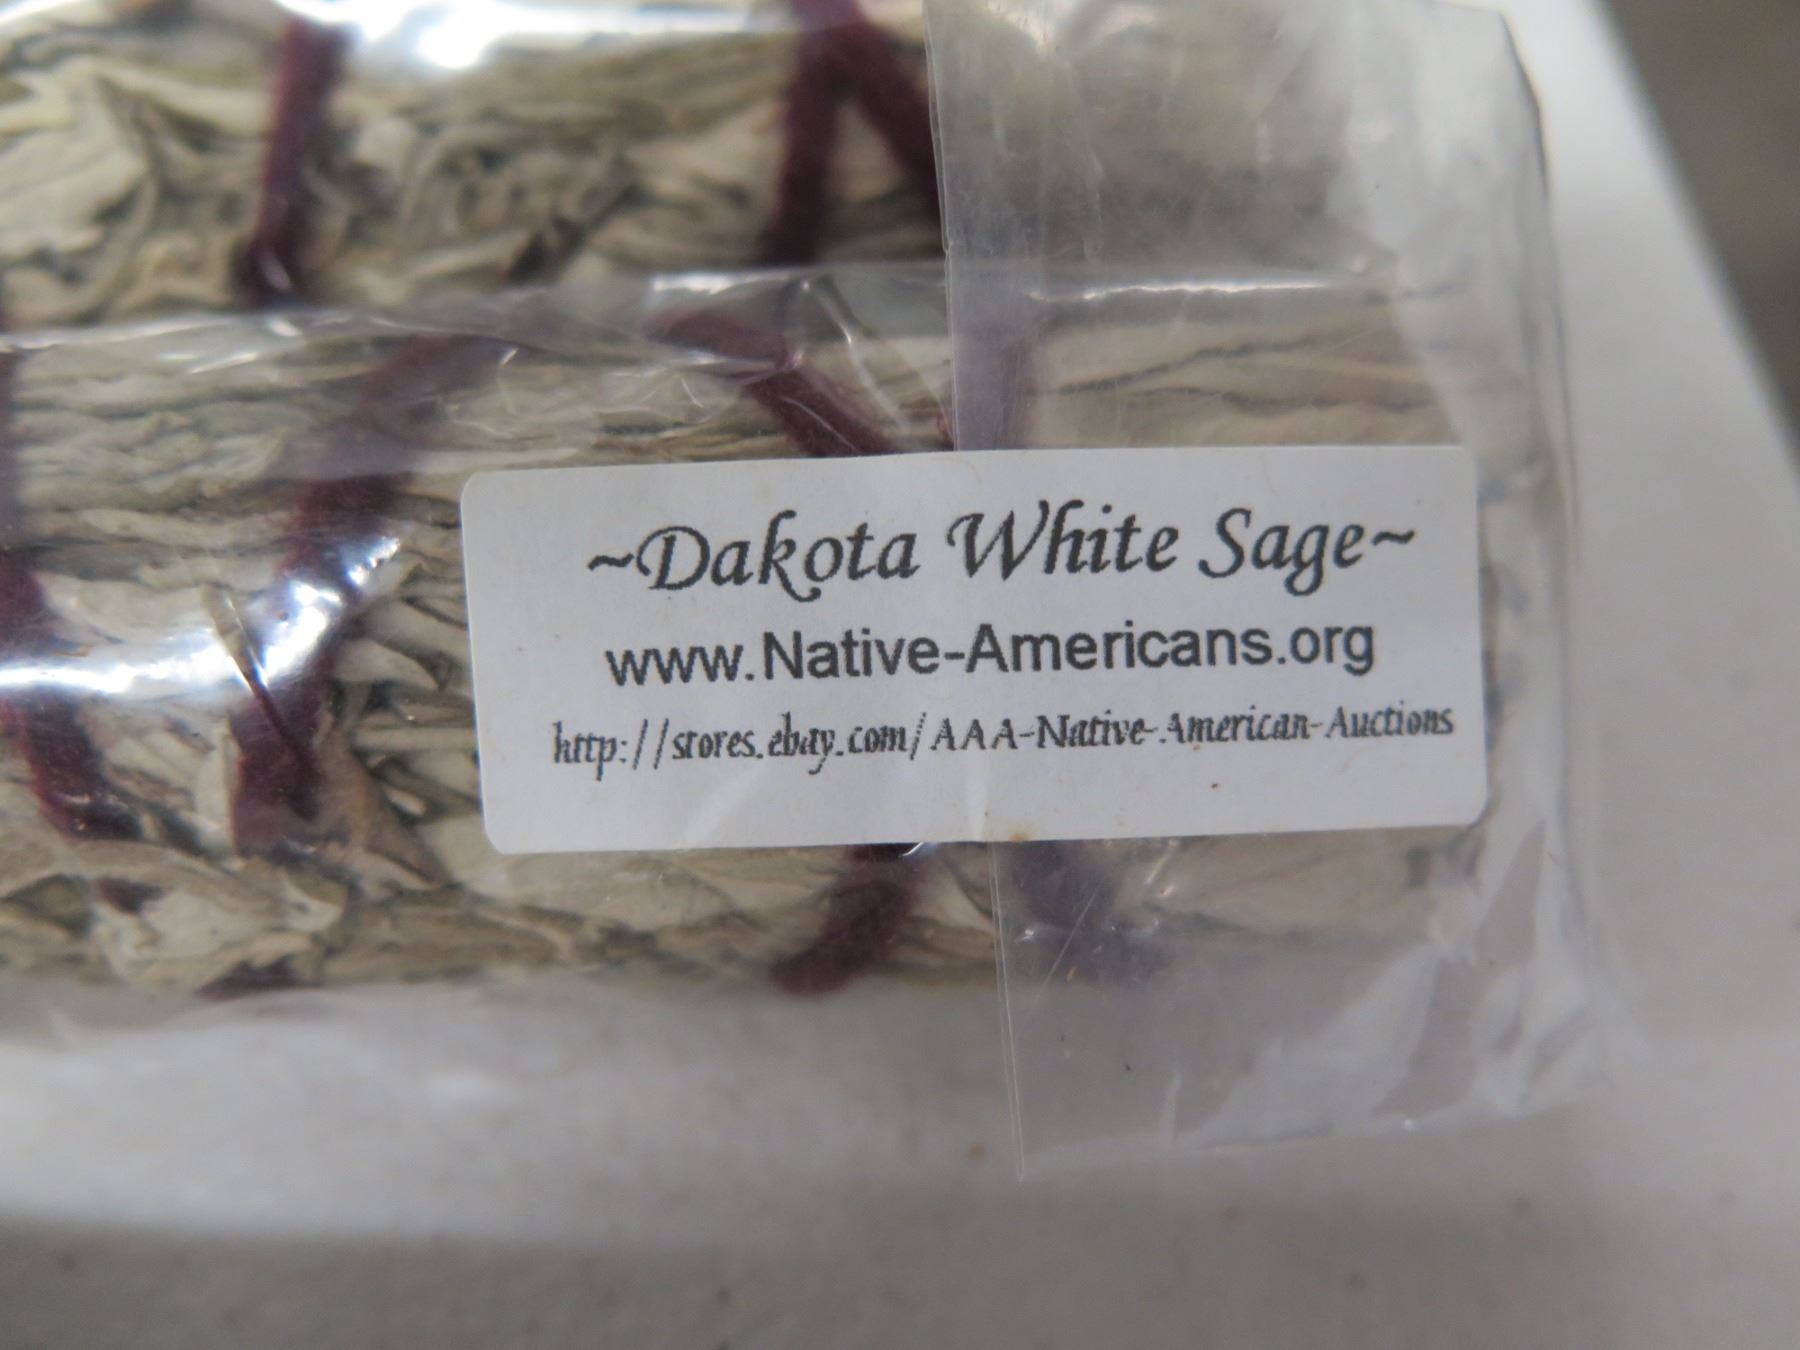 ~Dakota White Sage~
www.Native-Americans.org
http://stores.ebay.com/AAA-Native-American-Auctions